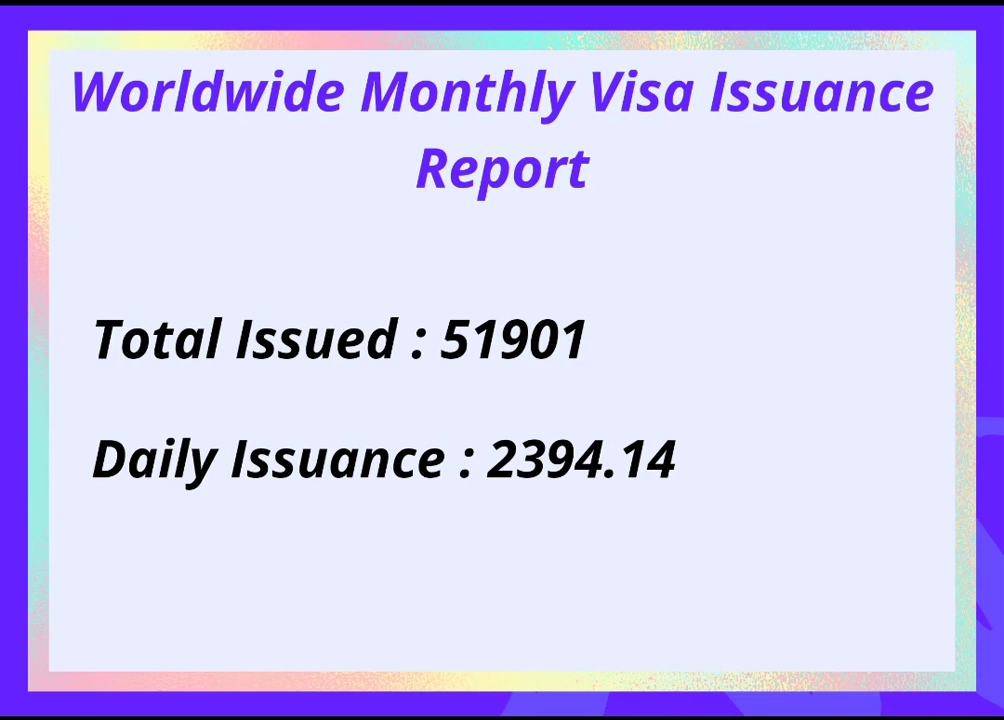 Worldwide Monthly Visa Issuance
Report
Total Issued : 51901
Daily Issuance : 2394.14